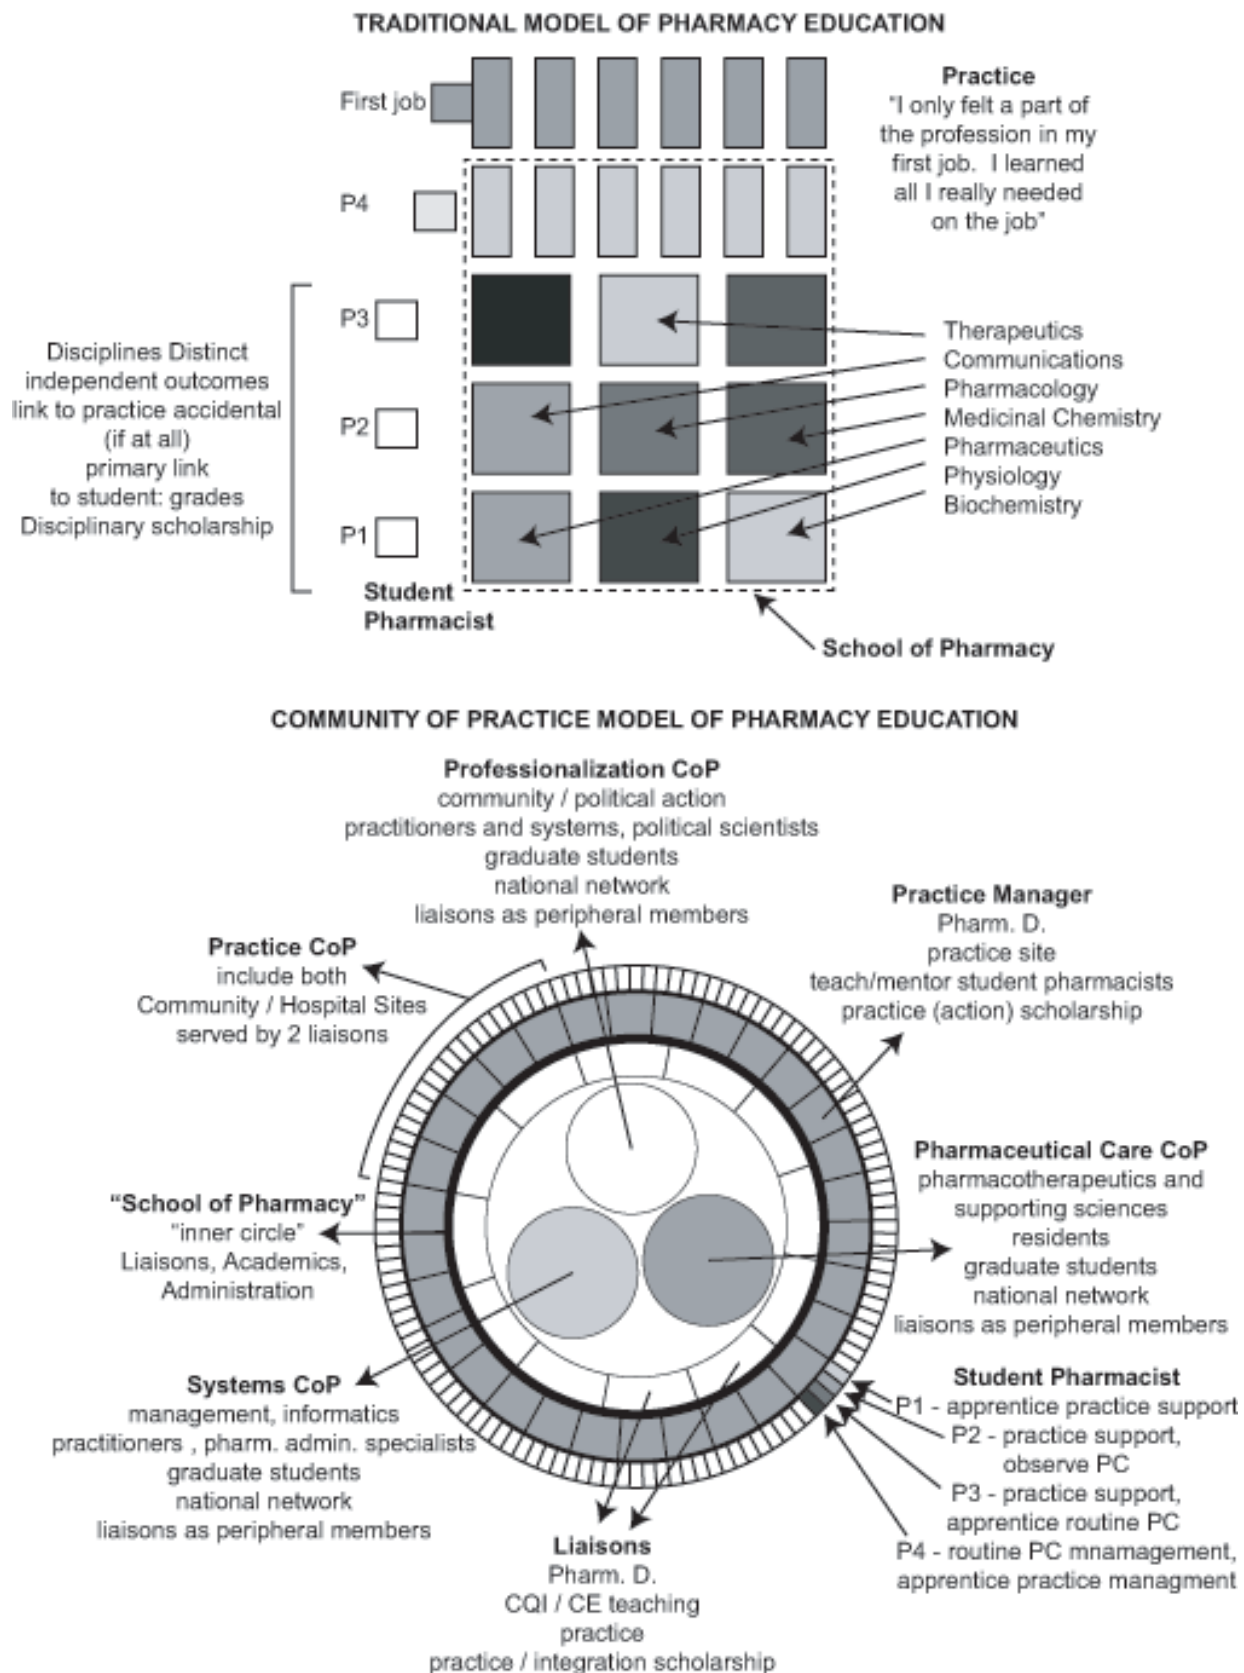 TRADITIONAL MODEL OF PHARMACY EDUCATION
First job
P4
P3
P2
P1
Practice
"I only felt a part of
the profession in my
first job. I learned
all I really needed
on the job"
Disciplines Distinct
independent outcomes
link to practice accidental
(if at all)
primary link
to student: grades
Disciplinary scholarship
Therapeutics
Communications
Pharmacology
Medicinal Chemistry
Pharmaceutics
Physiology
Biochemistry
Student
Pharmacist
School of Pharmacy
COMMUNITY OF PRACTICE MODEL OF PHARMACY EDUCATION
Professionalization CoP
community / political action
practitioners and systems, political scientists
graduate students
national network
liaisons as peripheral members
Practice CoP
include both
Community / Hospital Sites
served by 2 liaisons
Practice Manager
Pharm. D.
practice site
teach/mentor student pharmacists
practice (action) scholarship
"School of Pharmacy"
"inner circle"
Liaisons, Academics,
Administration
Pharmaceutical Care CoP
pharmacotherapeutics and
supporting sciences
residents
graduate students
national network
liaisons as peripheral members
Systems CoP
management, informatics
practitioners , pharm. admin. specialists
graduate students
national network
liaisons as peripheral members
Student Pharmacist
P1 - apprentice practice support
P2 - practice support,
observe PC
P3 - practice support,
apprentice routine PC
P4 - routine PC mnamagement,
apprentice practice managment
Liaisons
Pharm. D.
CQI / CE teaching
practice
practice / integration scholarship